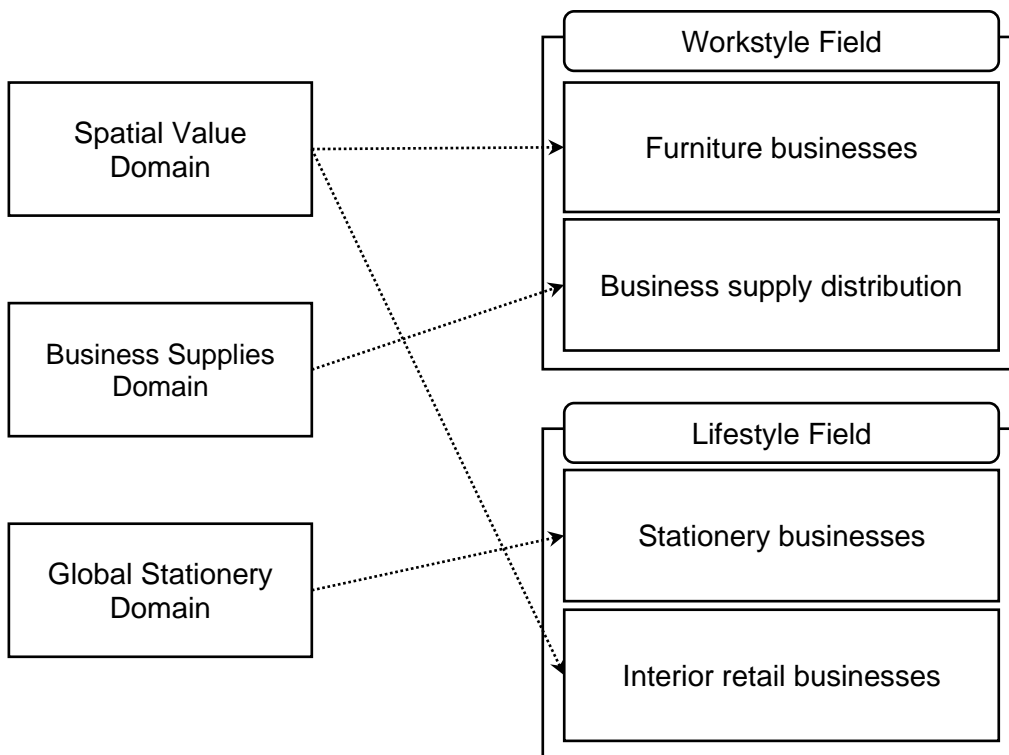 Spatial Value
Domain
Business Supplies
Domain
Global Stationery
Domain
Workstyle Field
Furniture businesses
Business supply distribution
Lifestyle Field
Stationery businesses
Interior retail businesses